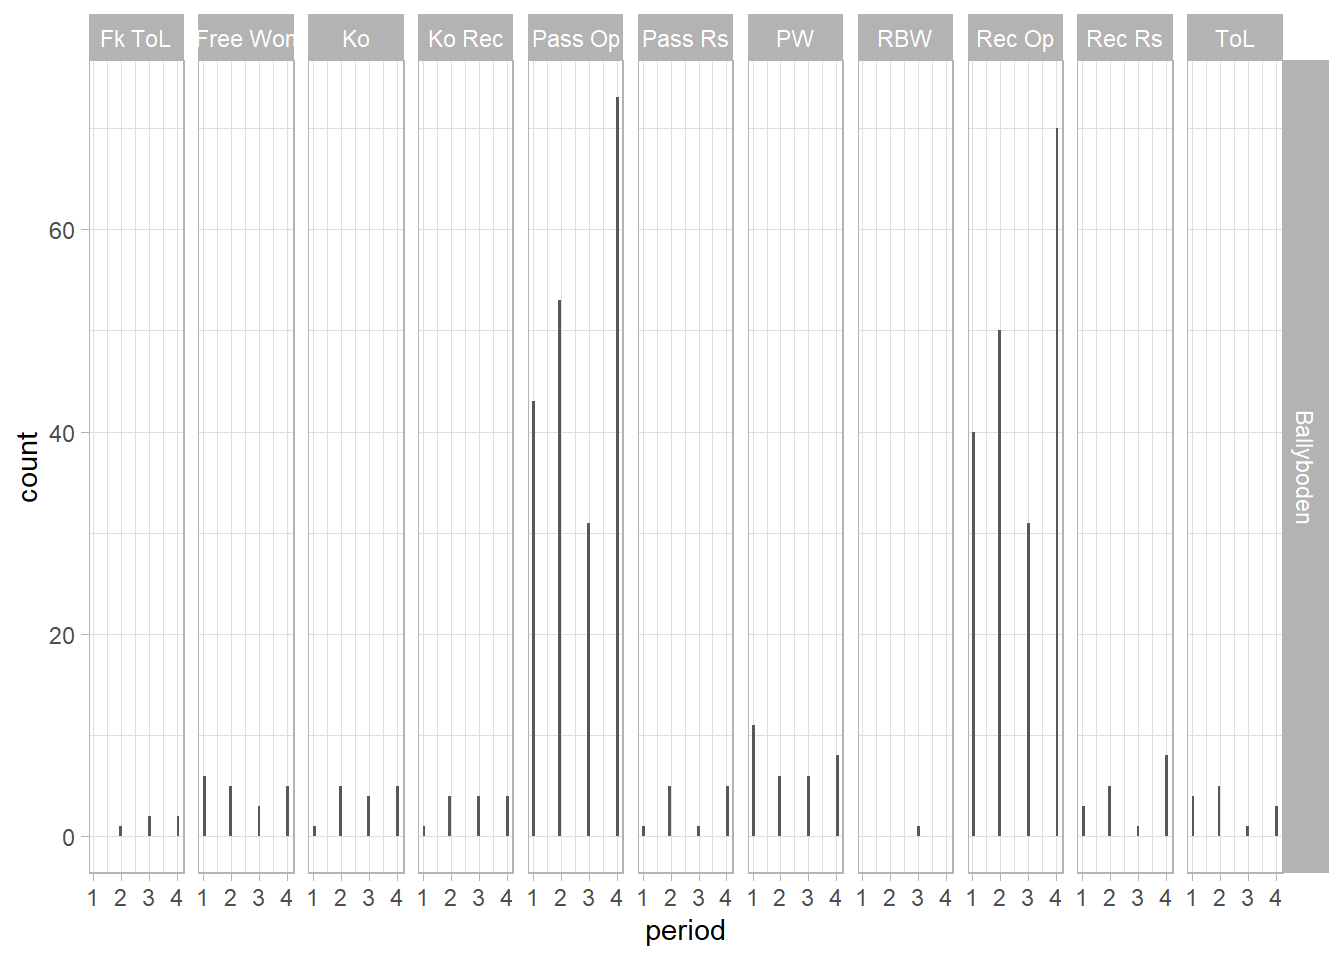 Fk ToL Free Won Ko Ko Rec Pass Op Pass Rs PW RBW Rec Op Rec Rs ToL
60
40
20
0
count
Ballyboden
1 2 3 4 1 2 3 4 1 2 3 4 1 2 3 4 1 2 3 4 1 2 3 4 1 2 3 4 1 2 3 4 1 2 3 4 1 2 3 4 1 2 3 4
period